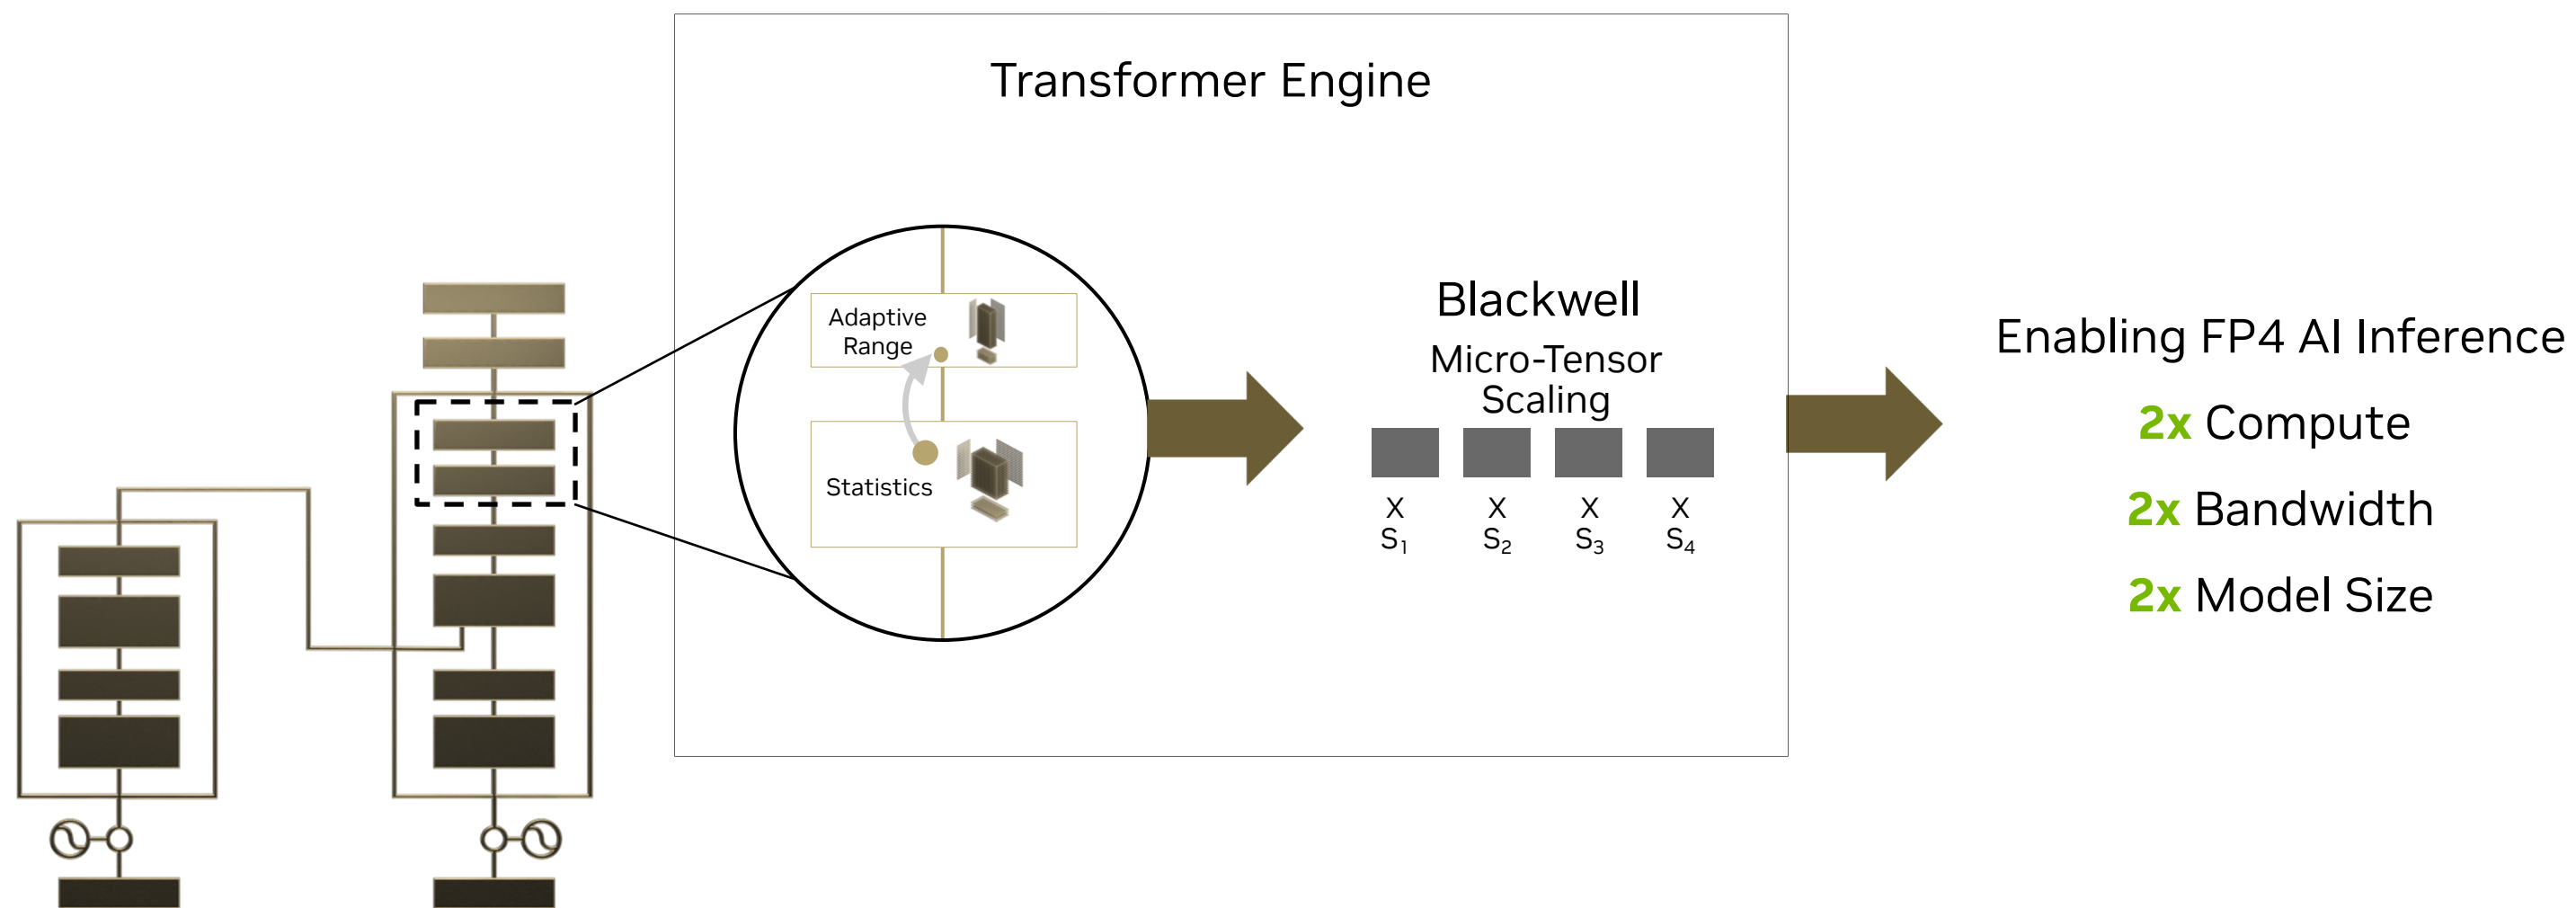 Transformer Engine
Adaptive
Range
Statistics
Blackwell
Micro-Tensor
Scaling
X X X X
S₁ S₂ S₃ S₄
Enabling FP4 AI Inference
2x Compute
2x Bandwidth
2x Model Size